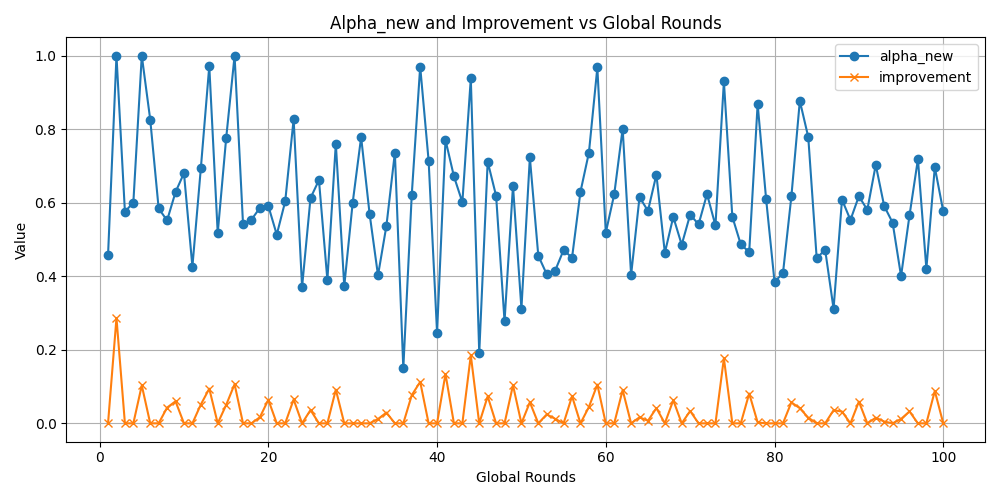 Alpha_new and Improvement vs Global Rounds
alpha_new
improvement
1.0
0.8
0.6
0.4
0.2
0.0
Value
0
20
40
60
80
100
Global Rounds